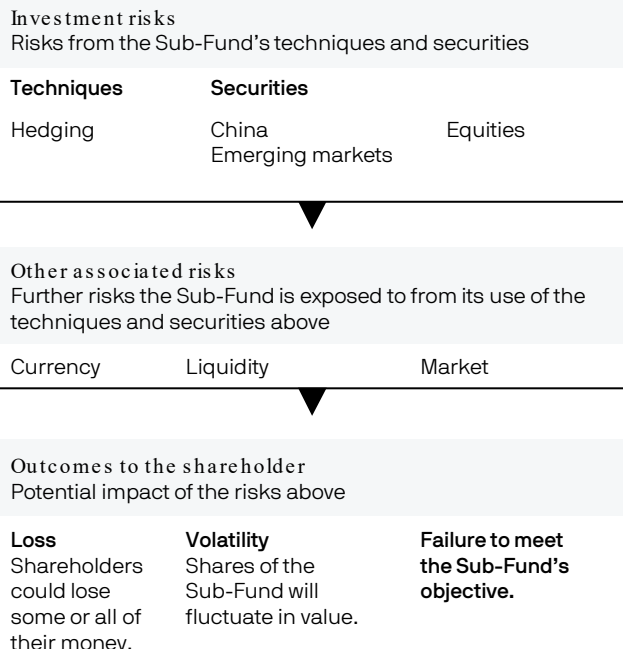 Investment risks
Risks from the Sub-Fund's techniques and securities
Techniques Securities
Hedging China Equities
Emerging markets
Other associated risks
Further risks the Sub-Fund is exposed to from its use of the
techniques and securities above
Currency Liquidity Market
Outcomes to the shareholder
Potential impact of the risks above
Loss Volatility Failure to meet
Shareholders Shares of the the Sub-Fund's
could lose Sub-Fund will objective.
some or all of fluctuate in value.
their money.